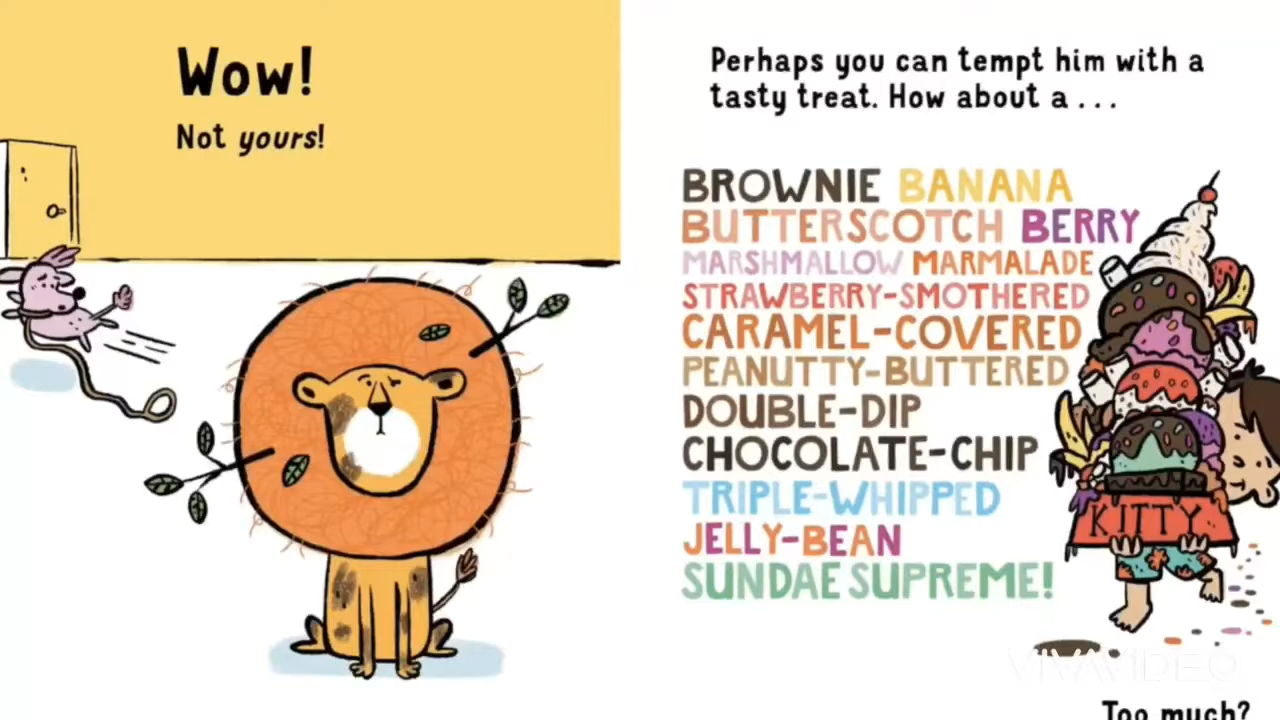 Wow!
Not yours!
Perhaps you can tempt him with a
tasty treat. How about a . . .
BROWNIE BANANA
BUTTERSCOTCH BERRY
MARSHMALLOW MARMALADE
STRAWBERRY-SMOTHERED
CARAMEL-COVERED
PEANUTTY-BUTTERED
DOUBLE-DIP
CHOCOLATE-CHIP
TRIPLE-WHIPPED
JELLY-BEAN
SUNDAE SUPREME!
KITTY
VIVAVIDEO
Too much?